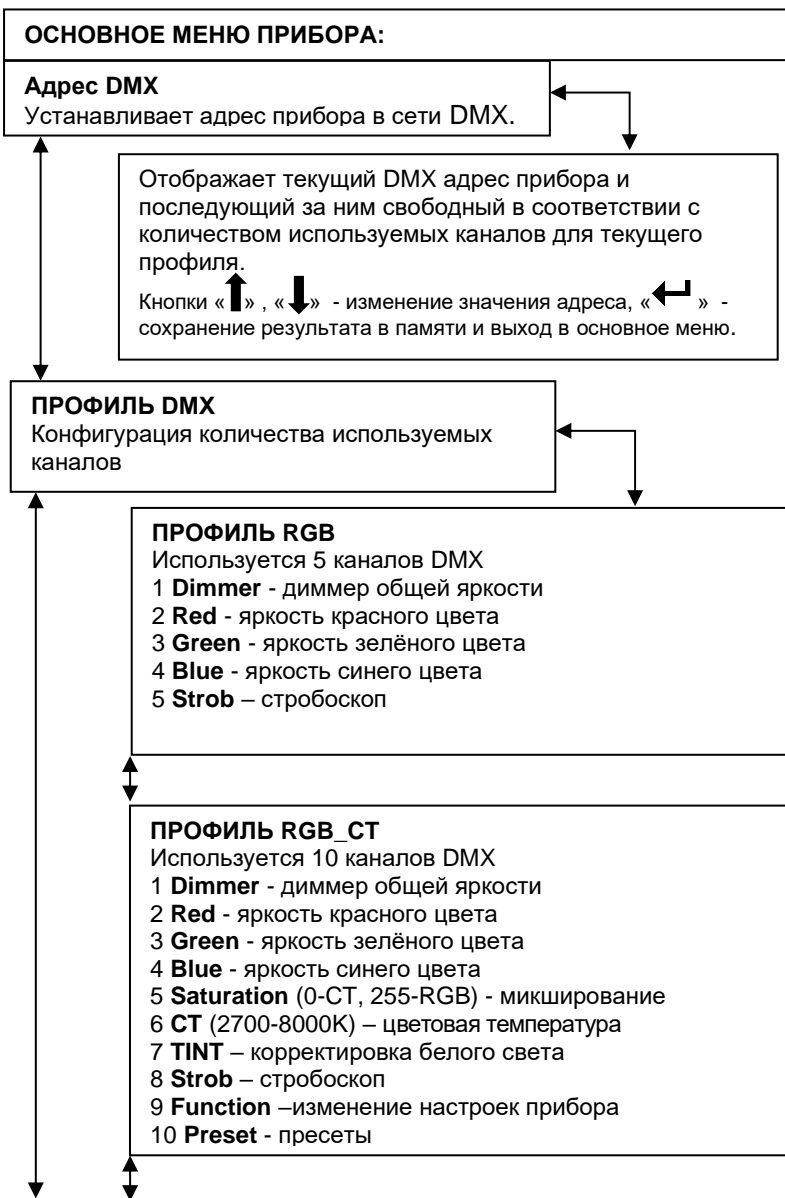 ОСНОВНОЕ МЕНЮ ПРИБОРА:
Адрес DMX
Устанавливает адрес прибора в сети DMX.
Отображает текущий DMX адрес прибора и
последующий за ним свободный в соответствии с
количеством используемых каналов для текущего
профиля.
Кнопки «⬆» , «⬇» - изменение значения адреса, «↵ » -
сохранение результата в памяти и выход в основное меню.
ПРОФИЛЬ DMX
Конфигурация количества используемых
каналов
ПРОФИЛЬ RGB
Используется 5 каналов DMX
1 Dimmer - диммер общей яркости
2 Red - яркость красного цвета
3 Green - яркость зелёного цвета
4 Blue - яркость синего цвета
5 Strob – стробоскоп
ПРОФИЛЬ RGB_CT
Используется 10 каналов DMX
1 Dimmer - диммер общей яркости
2 Red - яркость красного цвета
3 Green - яркость зелёного цвета
4 Blue - яркость синего цвета
5 Saturation (0-CT, 255-RGB) - микширование
6 CT (2700-8000K) – цветовая температура
7 TINT – корректировка белого света
8 Strob – стробоскоп
9 Function –изменение настроек прибора
10 Preset - пресеты